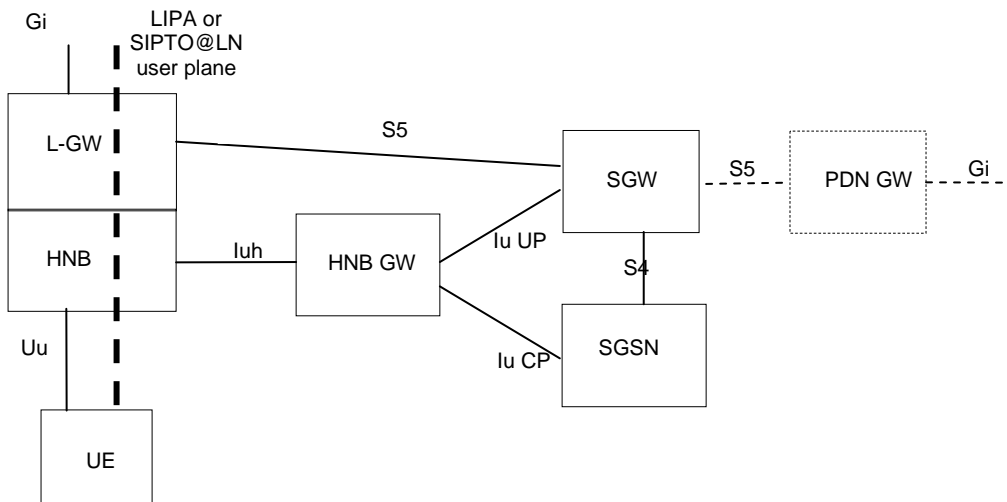 Gi
LIPA or
SIPTO@LN
user plane
L-GW
S5
SGW
S5
PDN GW
Gi
HNB
Iuh
HNB GW
Iu UP
S4
Uu
Iu CP
SGSN
UE